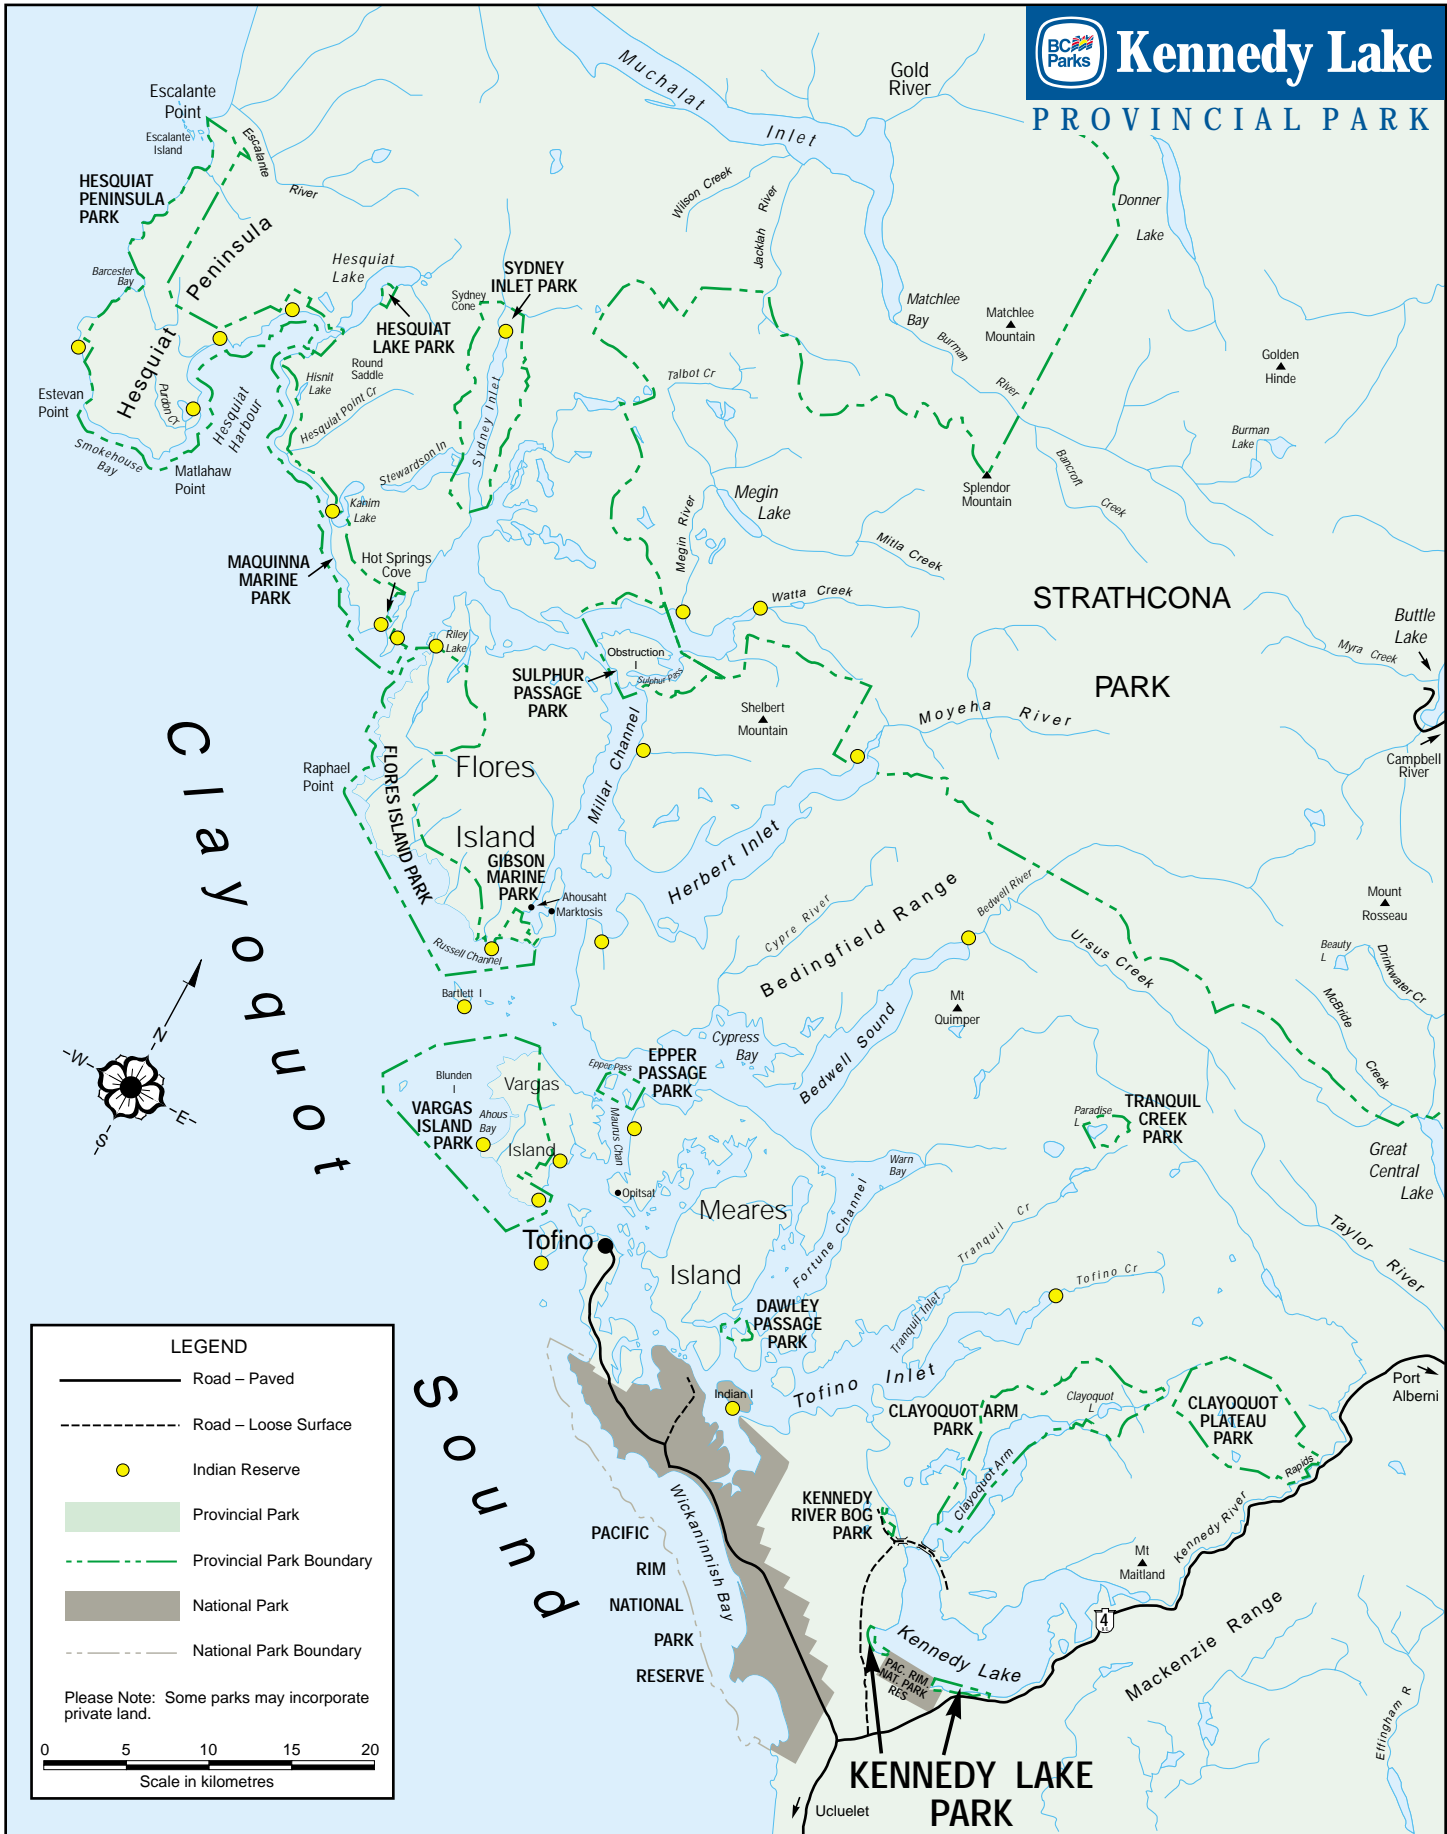 BC
Parks
Kennedy Lake
PROVINCIAL PARK
Muchalat
Inlet
Gold
River
Escalante
Point
Escalante
Island
Escalante
River
HESQUIAT
PENINSULA
PARK
Wilson Creek
Jacklah River
Donner
Lake
Hesquiat
Peninsula
Barcester
Bay
Hesquiat
Lake
SYDNEY
INLET PARK
Sydney
Cone
HESQUIAT
LAKE PARK
Matchlee
Bay
Matchlee
Mountain
Burman
River
Golden
Hinde
Round
Saddle
Hisnit
Lake
Hesquiat Point Cr
Talbot Cr
Estevan
Point
Purdon Cr
Hesquiat
Harbour
Sydney Inlet
Stewardson In
Smokehouse
Bay
Matlahaw
Point
Burman
Lake
Bancroft
Creek
Splendor
Mountain
Kanim
Lake
Megin River
Megin
Lake
Mitla Creek
MAQUINNA
MARINE
PARK
Hot Springs
Cove
Watta Creek
STRATHCONA
PARK
Buttle
Lake
Myra Creek
Riley
Lake
Obstruction
I
Sulphur Pass
SULPHUR
PASSAGE
PARK
Shelbert
Mountain
Moyeha River
Campbell
River
Raphael
Point
FLORES ISLAND PARK
Flores
Island
Millar Channel
Herbert Inlet
GIBSON
MARINE
PARK
Ahousaht
Marktosis
Russell Channel
Bartlett I
Cypre River
Bedingfield Range
Bedwell River
Ursus Creek
Mount
Rosseau
Beauty
L
Drinkwater Cr
McBride
Creek
Clayoquot
Sound
N
W
E
S
Mt
Quimper
Cypress
Bay
Bedwell Sound
EPPER
PASSAGE
PARK
Epper Pass
Blunden
I
Vargas
Island
VARGAS
ISLAND
PARK
Ahous
Bay
Maurus Chan
Opitsat
Paradise
L
TRANQUIL
CREEK
PARK
Great
Central
Lake
Warn
Bay
Meares
Island
Fortune Channel
Tofino
Tranquil Cr
Tranquil Inlet
Tofino Cr
Taylor River
DAWLEY
PASSAGE
PARK
Indian I
Tofino Inlet
Port
Alberni
CLAYOQUOT ARM
PARK
Clayoquot
L
CLAYOQUOT
PLATEAU
PARK
Clayoquot Arm
Rapids
KENNEDY
RIVER BOG
PARK
Kennedy River
Mt
Maitland
4
Wickaninnish Bay
PACIFIC
RIM
NATIONAL
PARK
RESERVE
Kennedy Lake
PAC. RIM.
NAT. PARK
RES
Mackenzie Range
Effingham R
KENNEDY LAKE
PARK
Ucluelet
LEGEND
Road – Paved
Road – Loose Surface
Indian Reserve
Provincial Park
Provincial Park Boundary
National Park
National Park Boundary
Please Note: Some parks may incorporate
private land.
0 5 10 15 20
Scale in kilometres